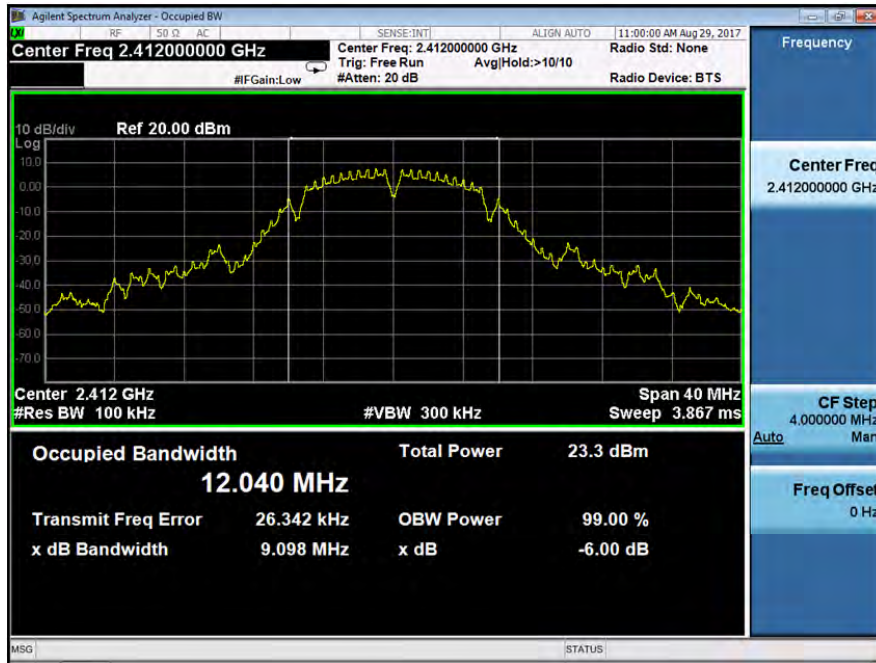 Agilent Spectrum Analyzer - Occupied BW
LXI RF 50 Ω AC SENSE:INT ALIGN AUTO 11:00:00 AM Aug 29, 2017
Center Freq 2.412000000 GHz
Center Freq: 2.412000000 GHz
Radio Std: None
Trig: Free Run Avg|Hold:>10/10
#IFGain:Low
#Atten: 20 dB
Radio Device: BTS
Frequency
10 dB/div Ref 20.00 dBm
Log
10.0
0.00
-10.0
-20.0
-30.0
-40.0
-50.0
-60.0
-70.0
Center 2.412 GHz
Span 40 MHz
#Res BW 100 kHz
#VBW 300 kHz
Sweep 3.867 ms
Center Freq
2.412000000 GHz
CF Step
4.000000 MHz
Auto Man
Freq Offset
0 Hz
Occupied Bandwidth
12.040 MHz
Total Power 23.3 dBm
Transmit Freq Error 26.342 kHz
OBW Power 99.00 %
x dB Bandwidth 9.098 MHz
x dB -6.00 dB
MSG
STATUS